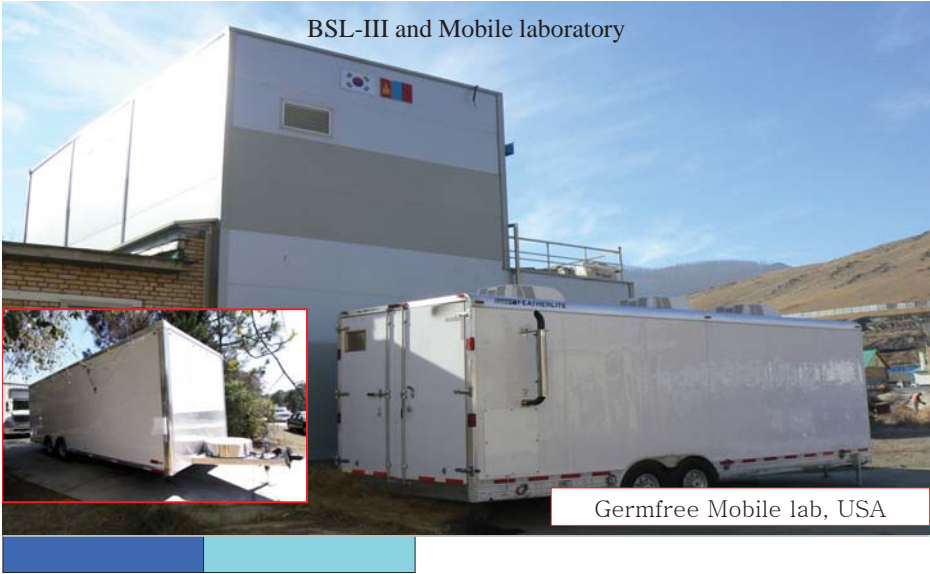 BSL-III and Mobile laboratory
FEATHERLITE
Germfree Mobile lab, USA